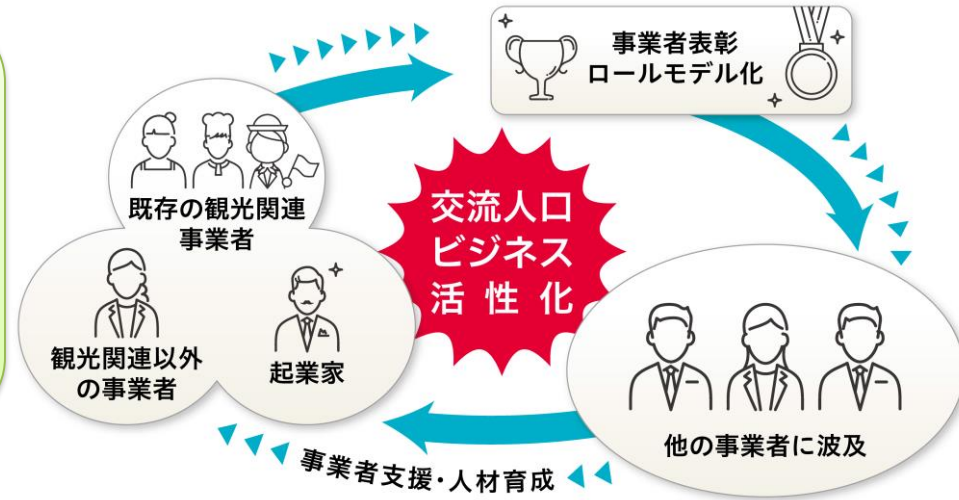 事業者表彰
ロールモデル化
既存の観光関連
事業者
交流人口
ビジネス
活性化
観光関連以外
の事業者
起業家
他の事業者に波及
事業者支援・人材育成